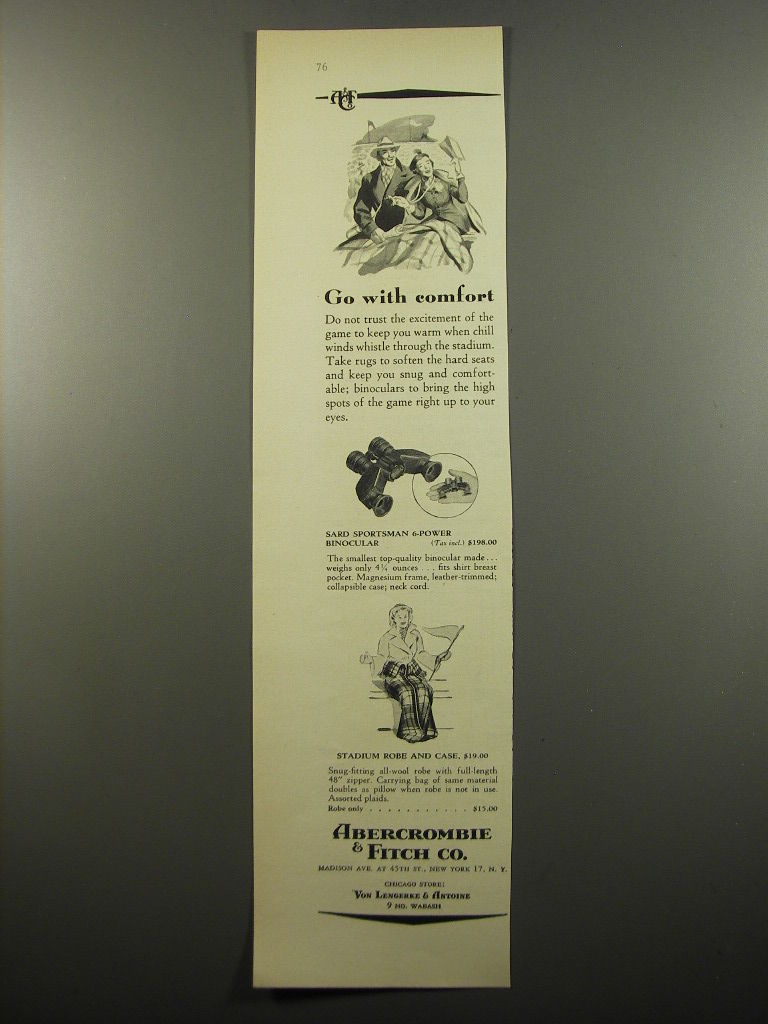 76
A&F Co.
Go with comfort
Do not trust the excitement of the
game to keep you warm when chill
winds whistle through the stadium.
Take rugs to soften the hard seats
and keep you snug and comfort-
able; binoculars to bring the high
spots of the game right up to your
eyes.
SARD SPORTSMAN 6-POWER
BINOCULAR (Tax incl.) $198.00
The smallest top-quality binocular made ...
weighs only 4¼ ounces ... fits shirt breast
pocket. Magnesium frame, leather-trimmed;
collapsible case; neck cord.
STADIUM ROBE AND CASE, $19.00
Snug-fitting all-wool robe with full-length
48" zipper. Carrying bag of same material
doubles as pillow when robe is not in use.
Assorted plaids.
Robe only . . . . . . . . . . . $15.00
ABERCROMBIE
& FITCH CO.
MADISON AVE. AT 45TH ST., NEW YORK 17, N. Y.
CHICAGO STORE:
VON LENGERKE & ANTOINE
9 NO. WABASH